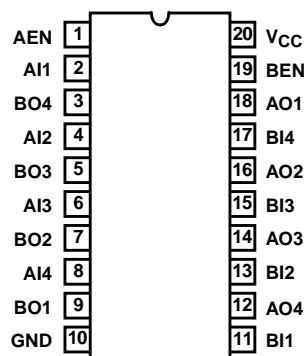 AEN 1 20 VCC
AI1 2 19 BEN
BO4 3 18 AO1
AI2 4 17 BI4
BO3 5 16 AO2
AI3 6 15 BI3
BO2 7 14 AO3
AI4 8 13 BI2
BO1 9 12 AO4
GND 10 11 BI1